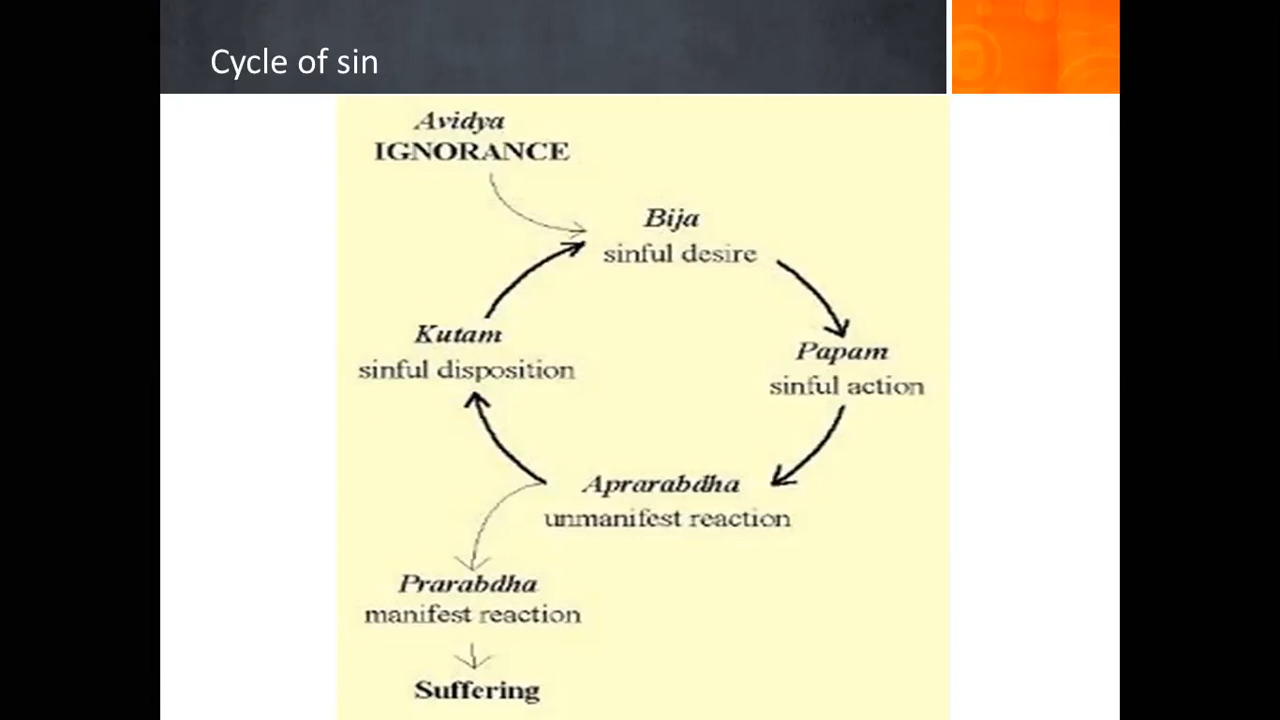 Cycle of sin
Avidya
IGNORANCE
Bija
sinful desire
Kutam
sinful disposition
Papam
sinful action
Aprarabdha
unmanifest reaction
Prarabdha
manifest reaction
Suffering